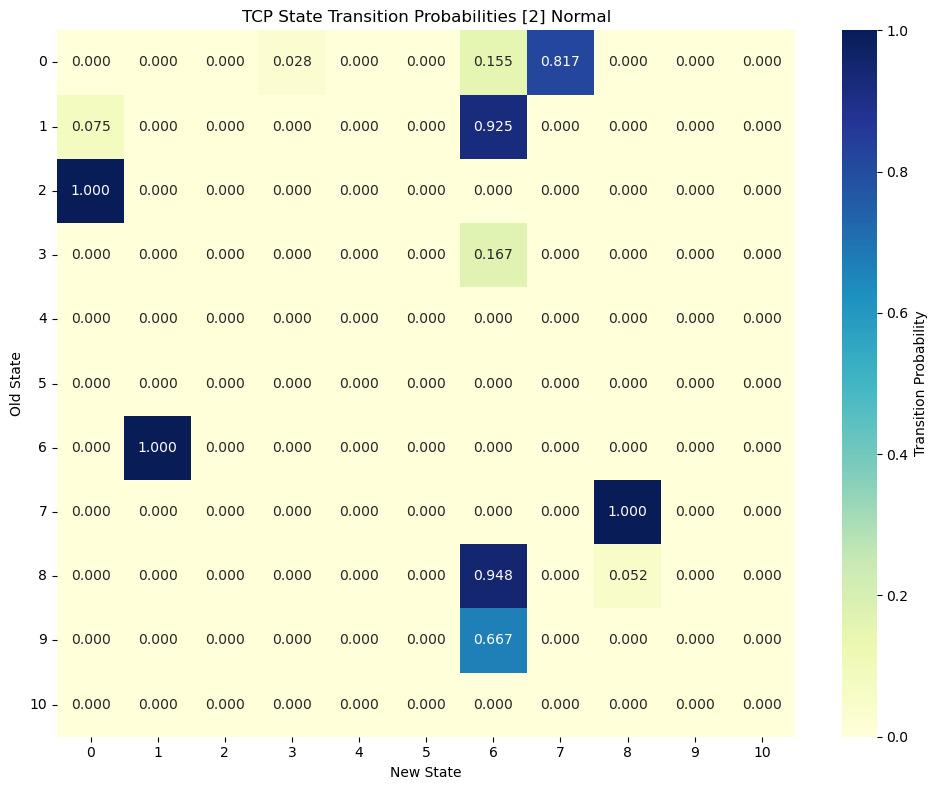 TCP State Transition Probabilities [2] Normal
0 0.000 0.000 0.000 0.028 0.000 0.000 0.155 0.817 0.000 0.000 0.000
1 0.075 0.000 0.000 0.000 0.000 0.000 0.925 0.000 0.000 0.000 0.000
2 1.000 0.000 0.000 0.000 0.000 0.000 0.000 0.000 0.000 0.000 0.000
3 0.000 0.000 0.000 0.000 0.000 0.000 0.167 0.000 0.000 0.000 0.000
4 0.000 0.000 0.000 0.000 0.000 0.000 0.000 0.000 0.000 0.000 0.000
5 0.000 0.000 0.000 0.000 0.000 0.000 0.000 0.000 0.000 0.000 0.000
6 0.000 1.000 0.000 0.000 0.000 0.000 0.000 0.000 0.000 0.000 0.000
7 0.000 0.000 0.000 0.000 0.000 0.000 0.000 0.000 1.000 0.000 0.000
8 0.000 0.000 0.000 0.000 0.000 0.000 0.948 0.000 0.052 0.000 0.000
9 0.000 0.000 0.000 0.000 0.000 0.000 0.667 0.000 0.000 0.000 0.000
10 0.000 0.000 0.000 0.000 0.000 0.000 0.000 0.000 0.000 0.000 0.000
0 1 2 3 4 5 6 7 8 9 10
New State
Old State
1.0
0.8
0.6
0.4
0.2
0.0
Transition Probability